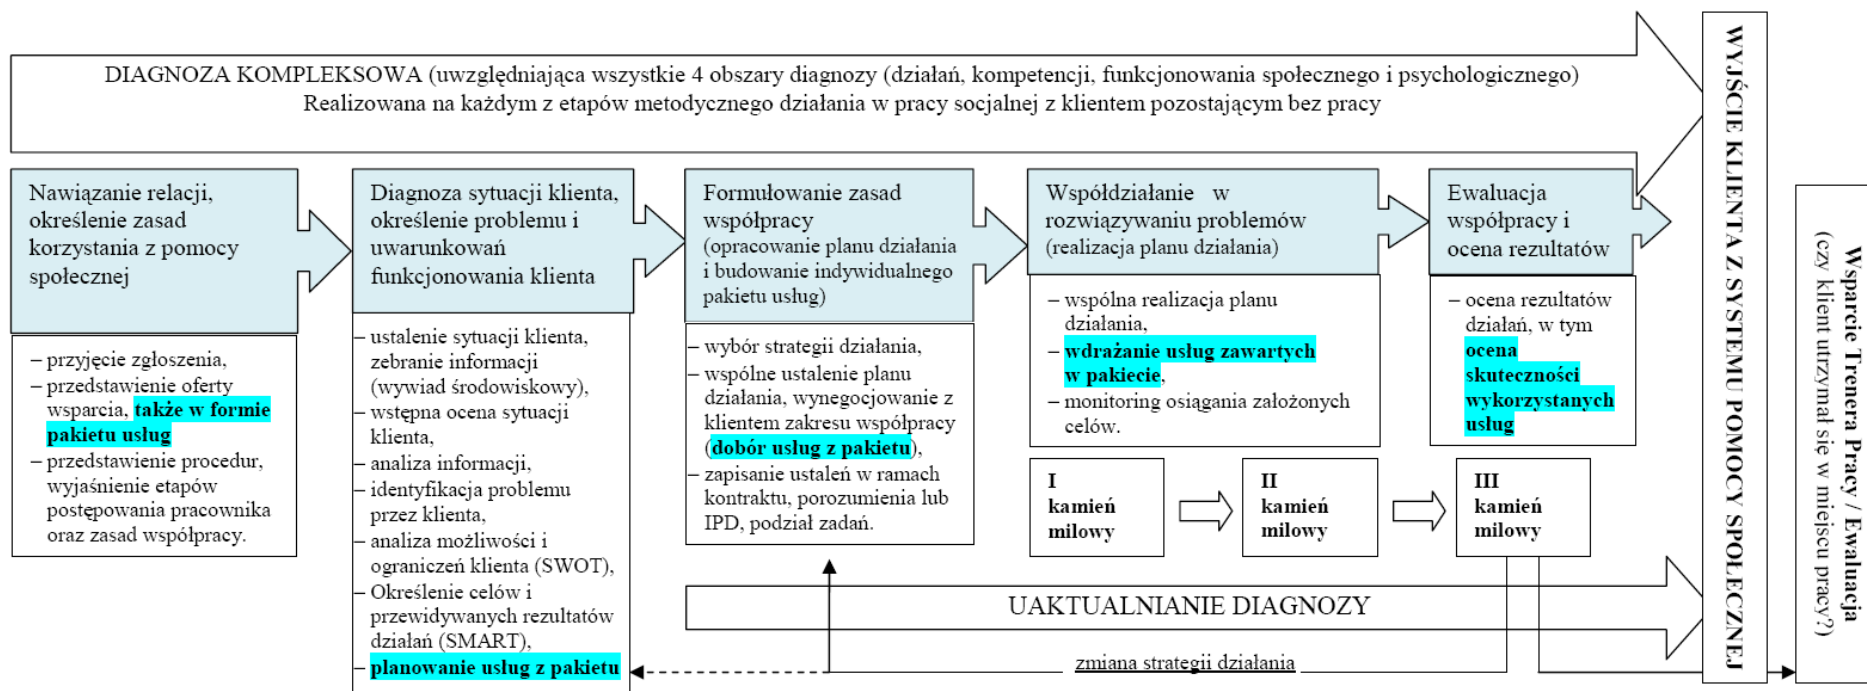 DIAGNOZA KOMPLEKSOWA (uwzględniająca wszystkie 4 obszary diagnozy (działań, kompetencji, funkcjonowania społecznego i psychologicznego)
Realizowana na każdym z etapów metodycznego działania w pracy socjalnej z klientem pozostającym bez pracy
Nawiązanie relacji,
określenie zasad
korzystania z pomocy
społecznej
– przyjęcie zgłoszenia,
– przedstawienie oferty
wsparcia, także w formie
pakietu usług
– przedstawienie procedur,
wyjaśnienie etapów
postępowania pracownika
oraz zasad współpracy.
Diagnoza sytuacji klienta,
określenie problemu i
uwarunkowań
funkcjonowania klienta
– ustalenie sytuacji klienta,
zebranie informacji
(wywiad środowiskowy),
– wstępna ocena sytuacji
klienta,
– analiza informacji,
– identyfikacja problemu
przez klienta,
– analiza możliwości i
ograniczeń klienta (SWOT),
– Określenie celów i
przewidywanych rezultatów
działań (SMART),
– planowanie usług z pakietu
Formułowanie zasad
współpracy
(opracowanie planu działania
i budowanie indywidualnego
pakietu usług)
– wybór strategii działania,
– wspólne ustalenie planu
działania, wynegocjowanie z
klientem zakresu współpracy
(dobór usług z pakietu),
– zapisanie ustaleń w ramach
kontraktu, porozumienia lub
IPD, podział zadań.
Współdziałanie w
rozwiązywaniu problemów
(realizacja planu działania)
– wspólna realizacja planu
działania,
– wdrażanie usług zawartych
w pakiecie,
– monitoring osiągania założonych
celów.
Ewaluacja
współpracy i
ocena rezultatów
– ocena rezultatów
działań, w tym
ocena
skuteczności
wykorzystanych
usług
I
kamień
milowy
II
kamień
milowy
III
kamień
milowy
UAKTUALNIANIE DIAGNOZY
zmiana strategii działania
WYJŚCIE KLIENTA Z SYSTEMU POMOCY SPOŁECZNEJ
Wsparcie Trenera Pracy / Ewaluacja
(czy klient utrzymał się w miejscu pracy?)